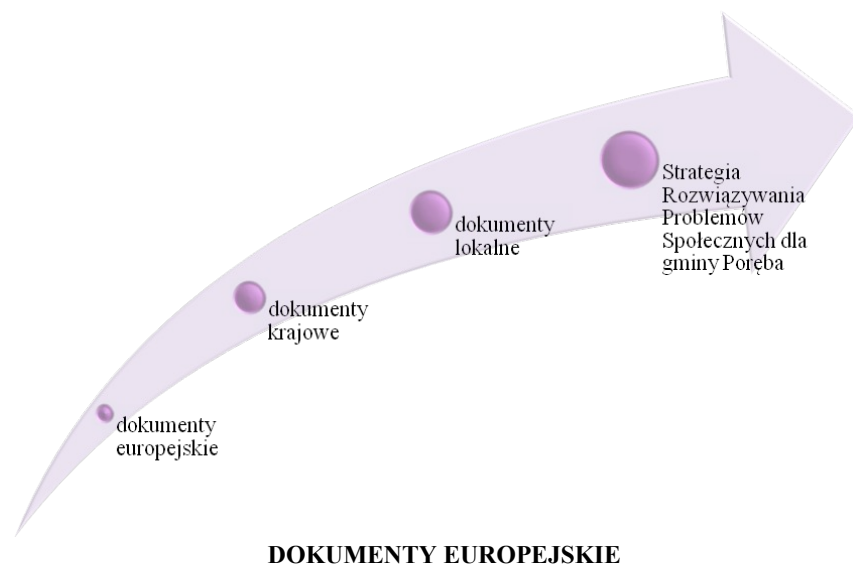 Strategia
Rozwiązywania
Problemów
Społecznych dla
gminy Poręba
dokumenty
lokalne
dokumenty
krajowe
dokumenty
europejskie
DOKUMENTY EUROPEJSKIE